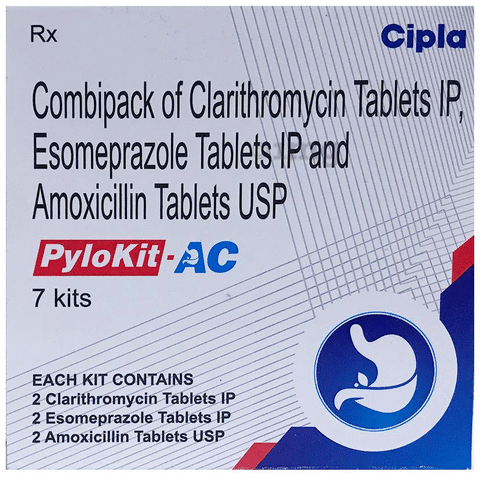 Rx
Cipla
Combipack of Clarithromycin Tablets IP,
Esomeprazole Tablets IP and
Amoxicillin Tablets USP
PyloKit-AC
7 kits
EACH KIT CONTAINS
2 Clarithromycin Tablets IP
2 Esomeprazole Tablets IP
2 Amoxicillin Tablets USP